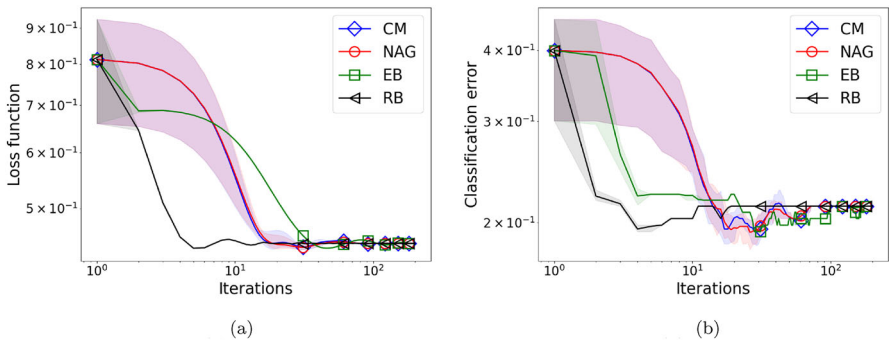 9 × 10⁻¹
8 × 10⁻¹
7 × 10⁻¹
6 × 10⁻¹
5 × 10⁻¹
Loss function
10⁰ 10¹ 10²
Iterations
CM
NAG
EB
RB
(a)
4 × 10⁻¹
3 × 10⁻¹
2 × 10⁻¹
Classification error
10⁰ 10¹ 10²
Iterations
CM
NAG
EB
RB
(b)